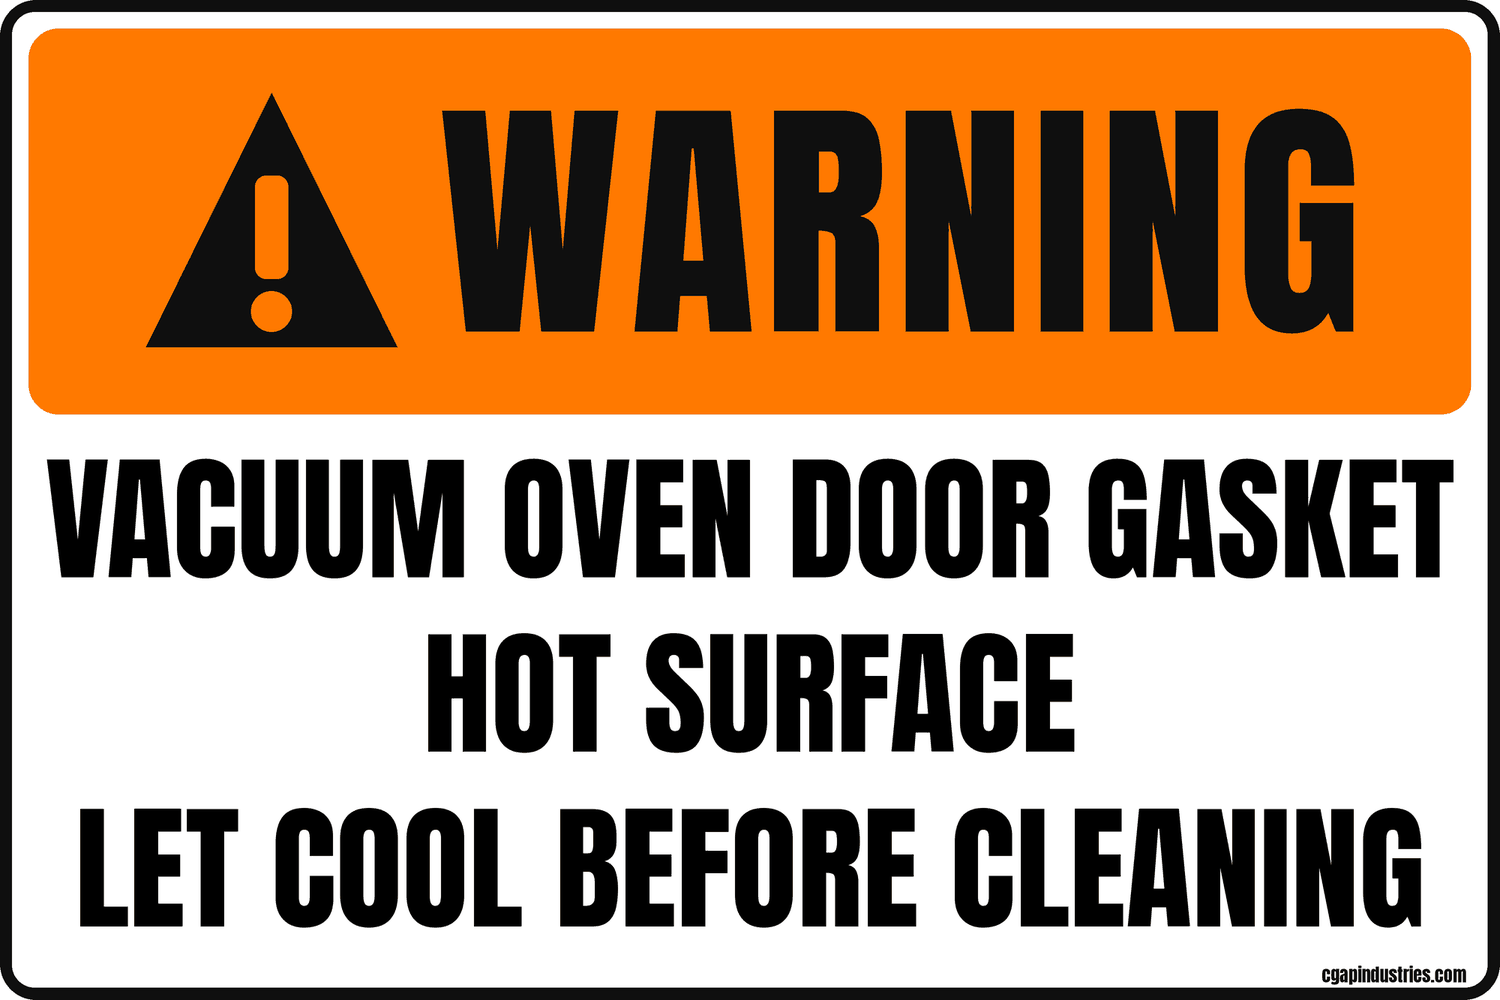 WARNING
VACUUM OVEN DOOR GASKET
HOT SURFACE
LET COOL BEFORE CLEANING
cgapindustries.com